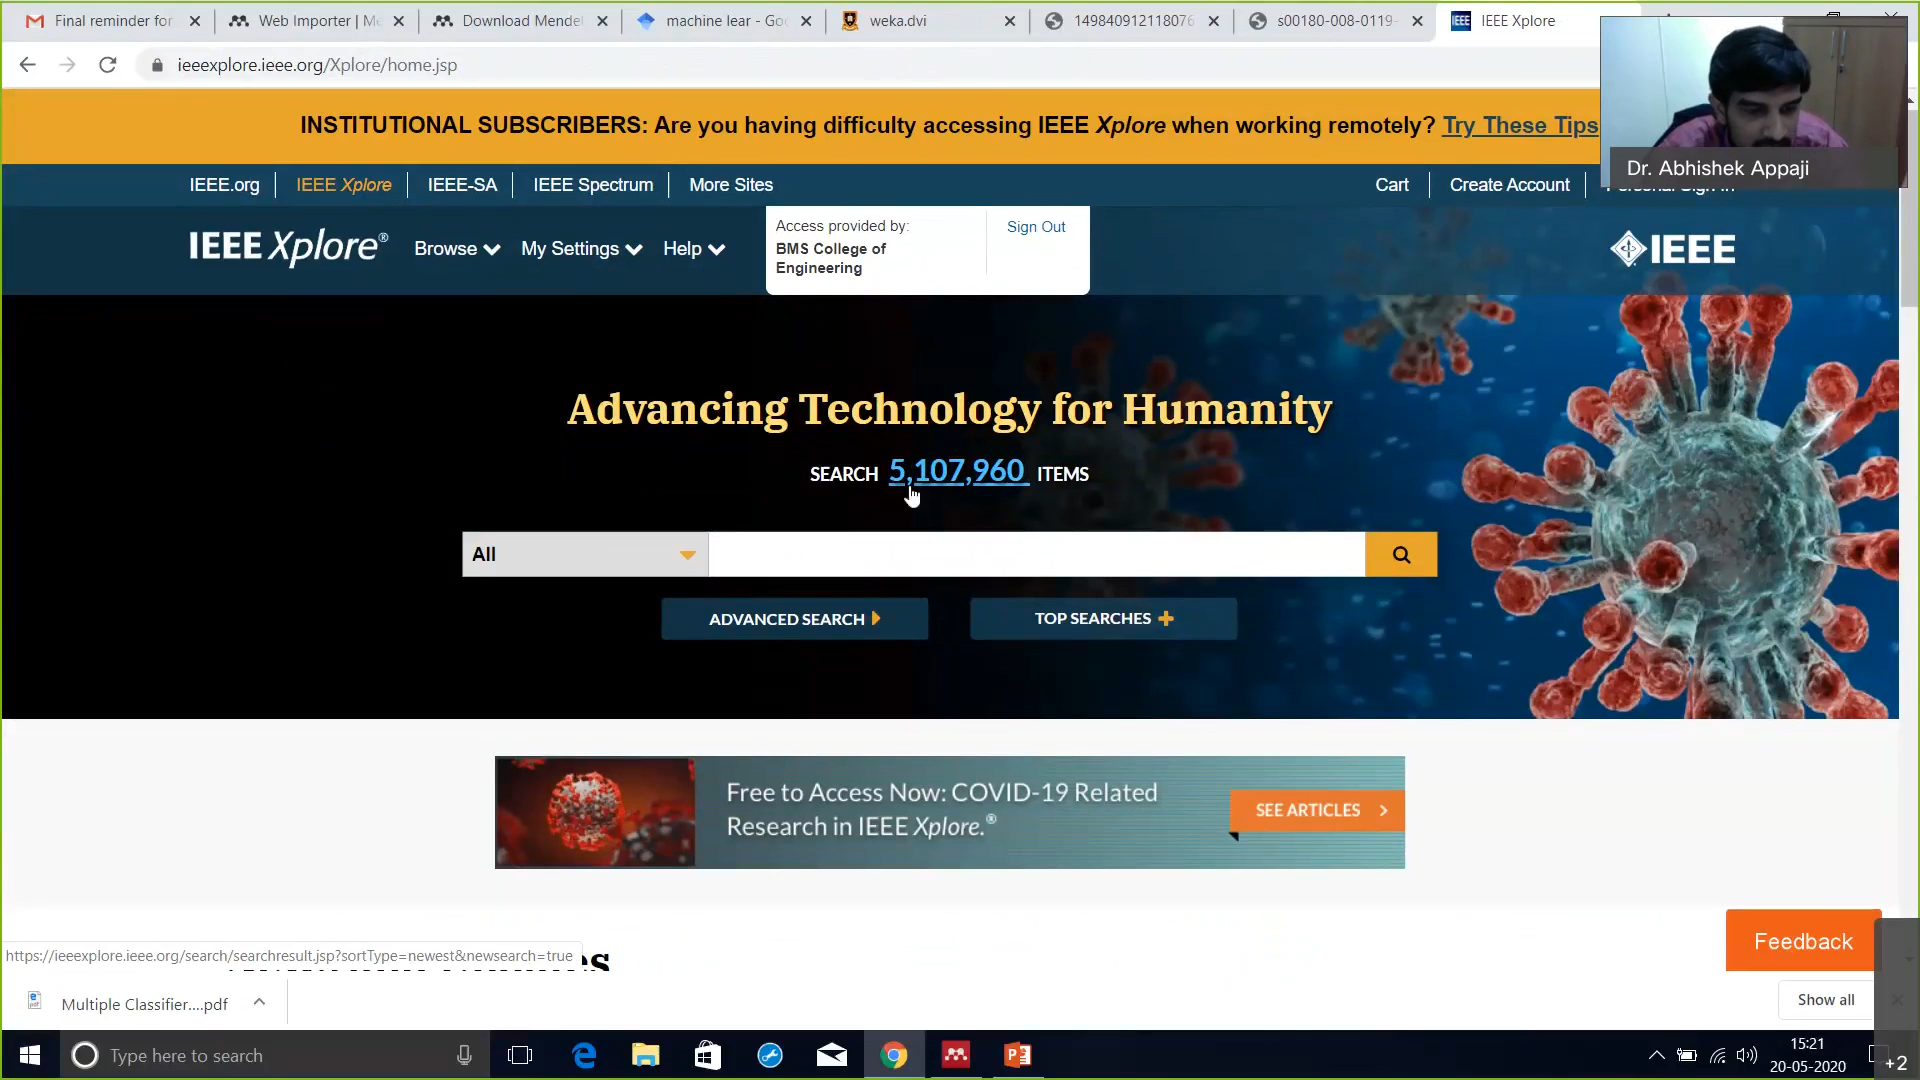 Final reminder for
Web Importer | Me
Download Mendel
machine lear - Goo
weka.dvi
149840912118076
s00180-008-0119-
IEEE Xplore
ieeexplore.ieee.org/Xplore/home.jsp
INSTITUTIONAL SUBSCRIBERS: Are you having difficulty accessing IEEE Xplore when working remotely? Try These Tips
Dr. Abhishek Appaji
IEEE.org
IEEE Xplore
IEEE-SA
IEEE Spectrum
More Sites
Cart
Create Account
Personal Sign In
IEEE Xplore®
Browse
My Settings
Help
Access provided by:
BMS College of
Engineering
Sign Out
IEEE
Advancing Technology for Humanity
SEARCH 5,107,960 ITEMS
All
ADVANCED SEARCH
TOP SEARCHES
Free to Access Now: COVID-19 Related
Research in IEEE Xplore.®
SEE ARTICLES
Feedback
https://ieeexplore.ieee.org/search/searchresult.jsp?sortType=newest&newsearch=true
Multiple Classifier....pdf
Show all
Type here to search
15:21
20-05-2020
+2